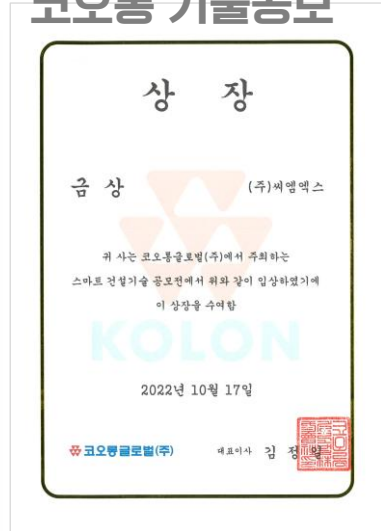 코오롱 기술공모
상 장
금 상 (주)씨엠엑스
귀 사는 코오롱글로벌(주)에서 주최하는
스마트 건설기술 공모전에서 위와 같이 입상하였기에
이 상장을 수여함
KOLON
2022년 10월 17일
코오롱글로벌(주) 대표이사 김 정 일